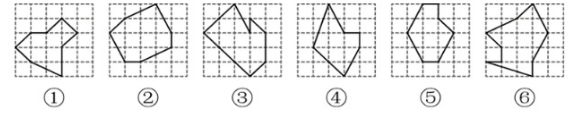 ① ② ③ ④ ⑤ ⑥